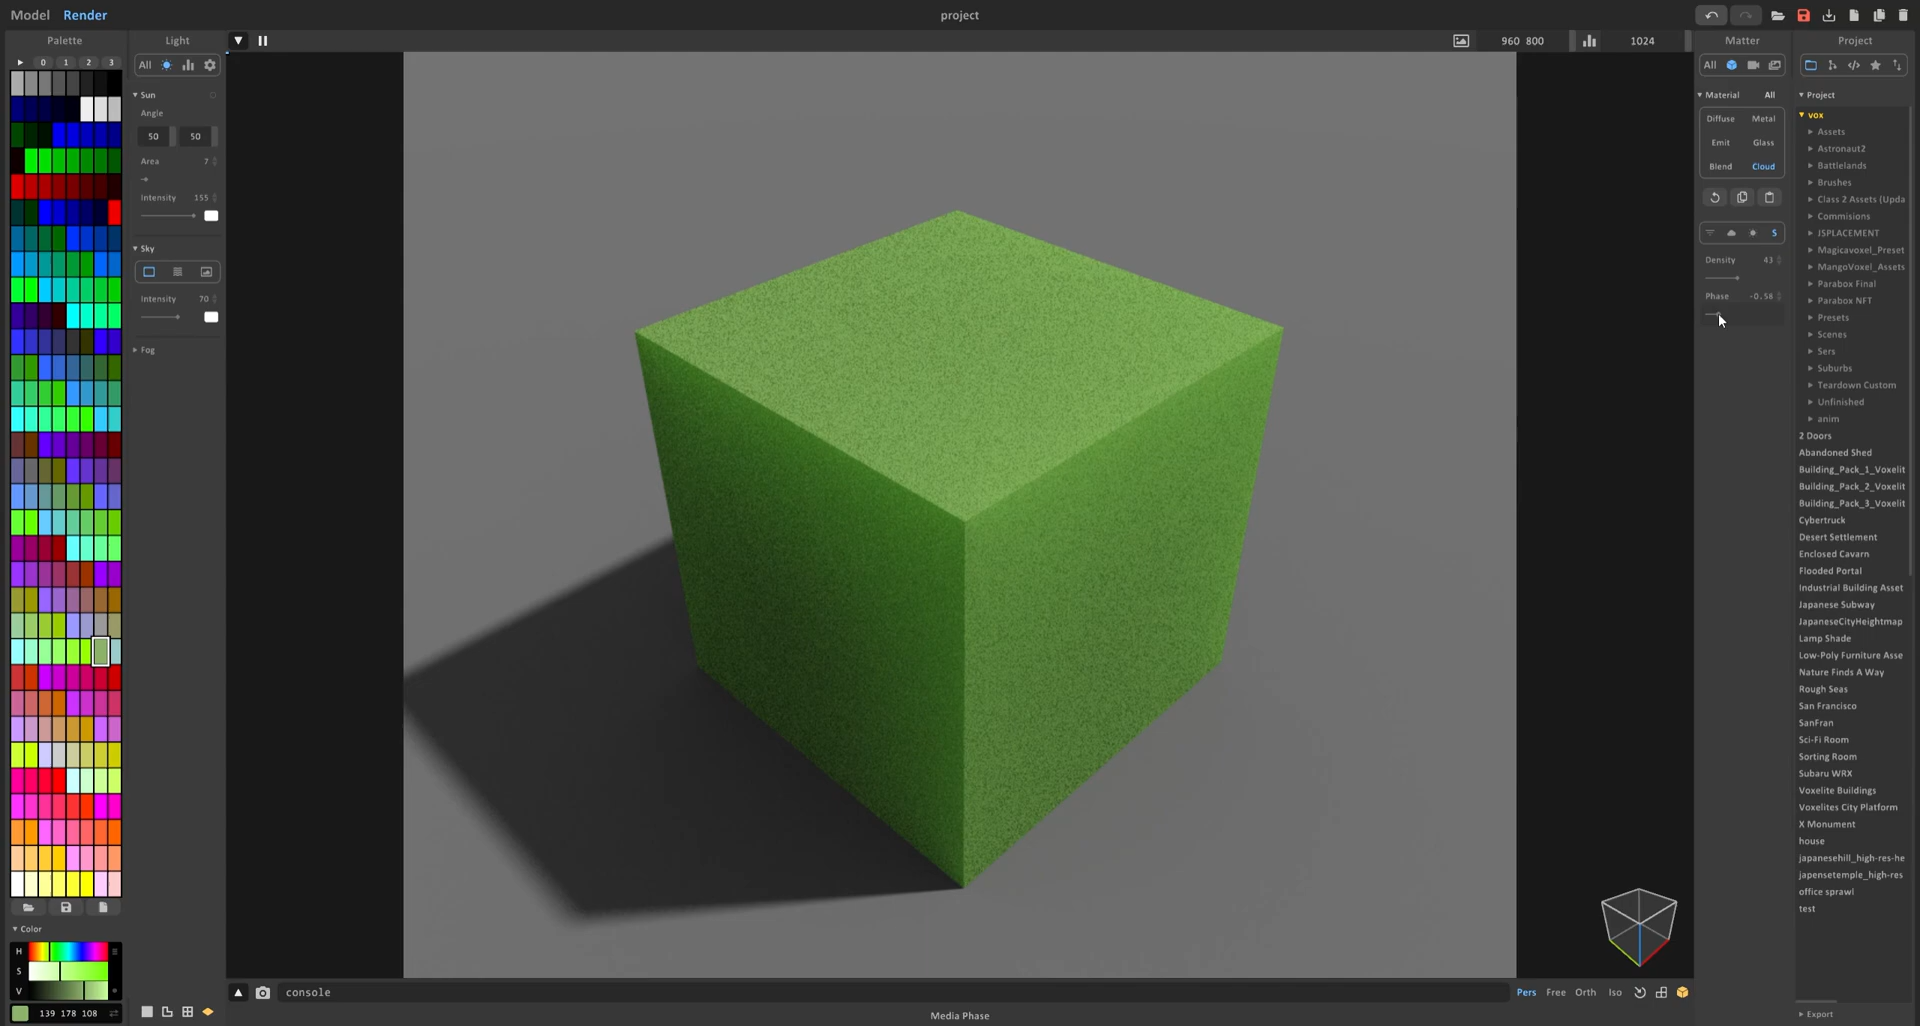 Model Render
project
Palette
0 1 2 3
Color
H
S
V
139 178 108
Light
All
Sun
Angle
50 50
Area 7
Intensity 155
Sky
Intensity 70
Fog
960 800
1024
console
Pers Free Orth Iso
Media Phase
Matter
All
Material All
Diffuse Metal
Emit Glass
Blend Cloud
S
Density 43
Phase -0.58
Project
Project
vox
Assets
Astronaut2
Battlelands
Brushes
Class 2 Assets (Upda
Commisions
JSPLACEMENT
Magicavoxel_Preset
MangoVoxel_Assets
Parabox Final
Parabox NFT
Presets
Scenes
Sers
Suburbs
Teardown Custom
Unfinished
anim
2 Doors
Abandoned Shed
Building_Pack_1_Voxelit
Building_Pack_2_Voxelit
Building_Pack_3_Voxelit
Cybertruck
Desert Settlement
Enclosed Cavarn
Flooded Portal
Industrial Building Asset
Japanese Subway
JapaneseCityHeightmap
Lamp Shade
Low-Poly Furniture Asse
Nature Finds A Way
Rough Seas
San Francisco
SanFran
Sci-Fi Room
Sorting Room
Subaru WRX
Voxelite Buildings
Voxelites City Platform
X Monument
house
japanesehill_high-res-he
japensetemple_high-res
office sprawl
test
Export